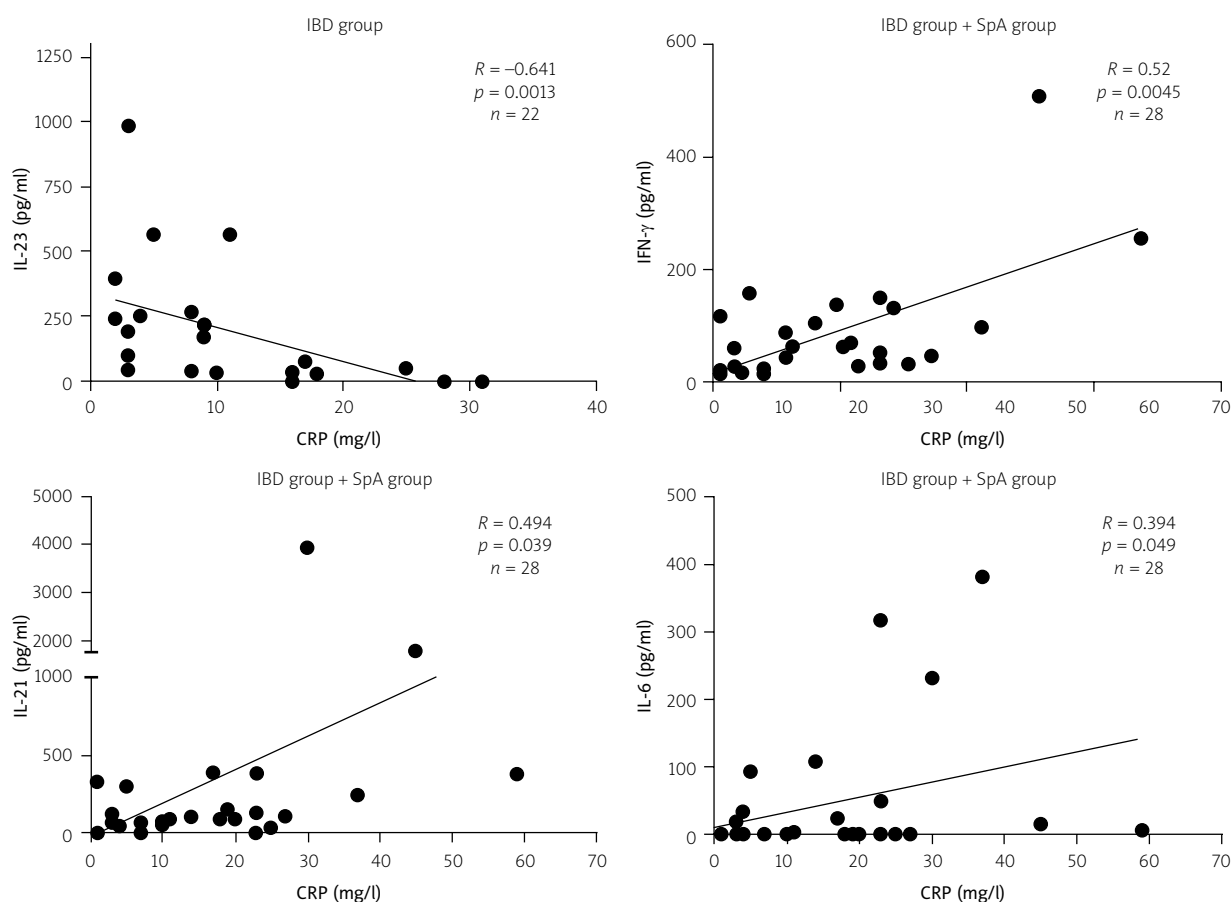 IBD group
R = –0.641
p = 0.0013
n = 22
IL-23 (pg/ml)
1250
1000
750
500
250
0
0 10 20 30 40
CRP (mg/l)
IBD group + SpA group
R = 0.52
p = 0.0045
n = 28
IFN-γ (pg/ml)
600
400
200
0
0 10 20 30 40 50 60 70
CRP (mg/l)
IBD group + SpA group
R = 0.494
p = 0.039
n = 28
IL-21 (pg/ml)
5000
4000
3000
2000
1000
500
0
0 10 20 30 40 50 60 70
CRP (mg/l)
IBD group + SpA group
R = 0.394
p = 0.049
n = 28
IL-6 (pg/ml)
500
400
300
200
100
0
0 10 20 30 40 50 60 70
CRP (mg/l)